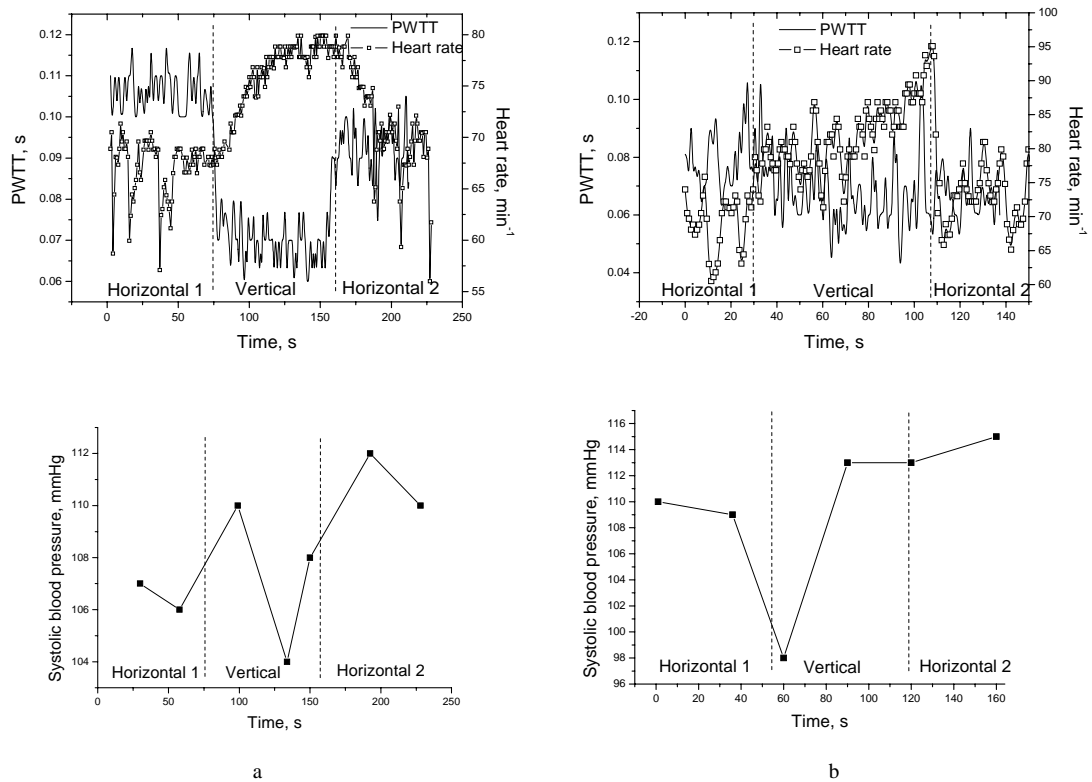 PWTT
Heart rate
0.12
0.11
0.10
0.09
0.08
0.07
0.06
PWTT, s
80
75
70
65
60
55
Heart rate, min⁻¹
Horizontal 1
Vertical
Horizontal 2
0 50 100 150 200 250
Time, s
PWTT
Heart rate
0.12
0.10
0.08
0.06
0.04
PWTT, s
100
95
90
85
80
75
70
65
60
Heart rate, min⁻¹
Horizontal 1
Vertical
Horizontal 2
-20 0 20 40 60 80 100 120 140
Time, s
112
110
108
106
104
Systolic blood pressure, mmHg
Horizontal 1
Vertical
Horizontal 2
0 50 100 150 200 250
Time, s
116
114
112
110
108
106
104
102
100
98
96
Systolic blood pressure, mmHg
Horizontal 1
Vertical
Horizontal 2
0 20 40 60 80 100 120 140 160
Time, s
a
b